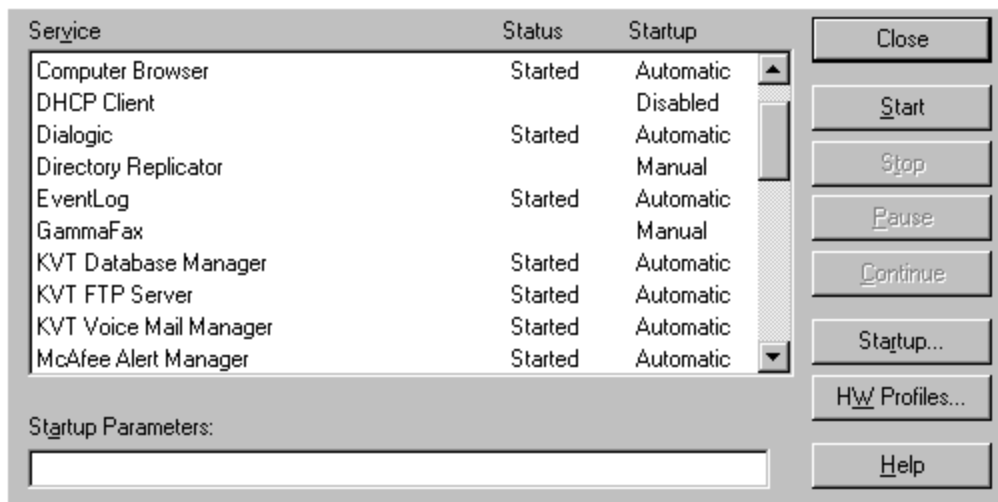 Service Status Startup
Computer Browser Started Automatic
DHCP Client Disabled
Dialogic Started Automatic
Directory Replicator Manual
EventLog Started Automatic
GammaFax Manual
KVT Database Manager Started Automatic
KVT FTP Server Started Automatic
KVT Voice Mail Manager Started Automatic
McAfee Alert Manager Started Automatic
Startup Parameters:
Close
Start
Stop
Pause
Continue
Startup...
HW Profiles...
Help